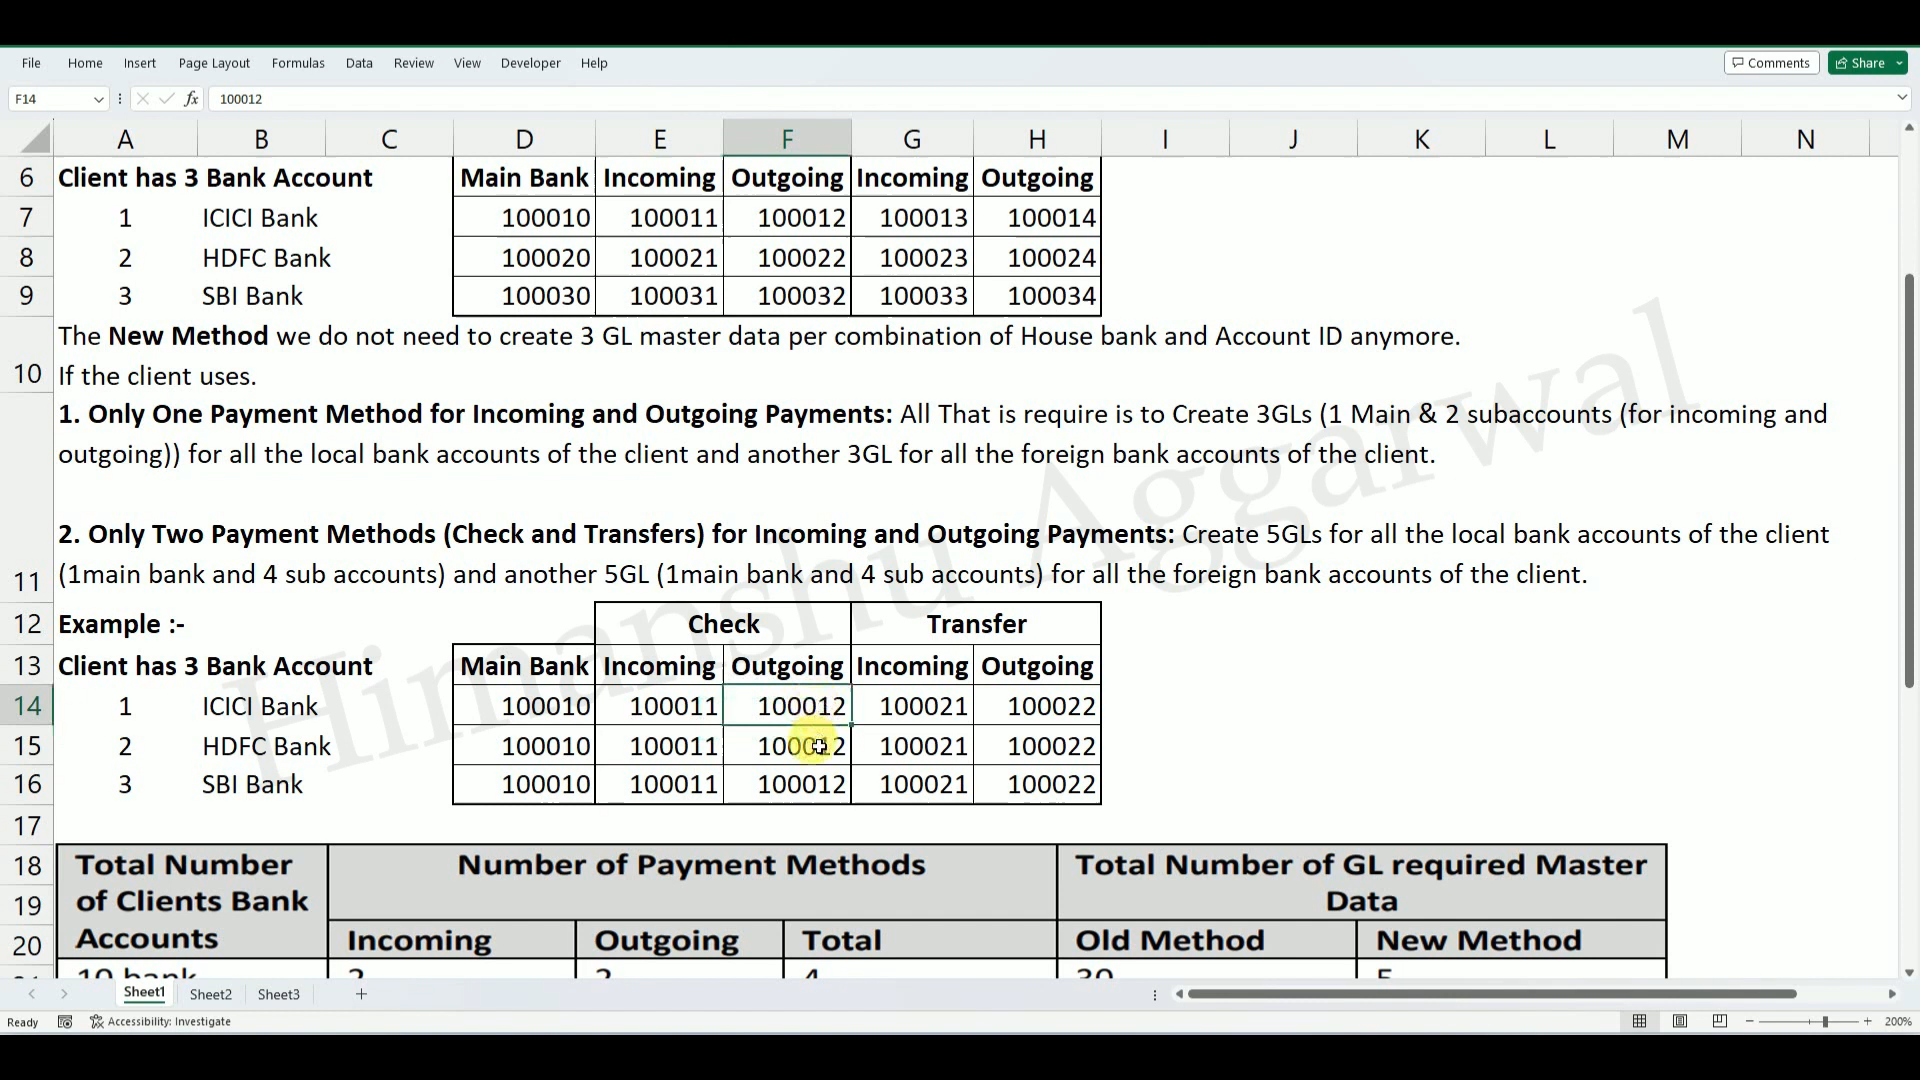 File Home Insert Page Layout Formulas Data Review View Developer Help Comments Share
F14 fx 100012
A B C D E F G H I J K L M N
6 Client has 3 Bank Account Main Bank Incoming Outgoing Incoming Outgoing
7 1 ICICI Bank 100010 100011 100012 100013 100014
8 2 HDFC Bank 100020 100021 100022 100023 100024
9 3 SBI Bank 100030 100031 100032 100033 100034
The New Method we do not need to create 3 GL master data per combination of House bank and Account ID anymore.
10 If the client uses.
1. Only One Payment Method for Incoming and Outgoing Payments: All That is require is to Create 3GLs (1 Main & 2 subaccounts (for incoming and
outgoing)) for all the local bank accounts of the client and another 3GL for all the foreign bank accounts of the client.
2. Only Two Payment Methods (Check and Transfers) for Incoming and Outgoing Payments: Create 5GLs for all the local bank accounts of the client
11 (1main bank and 4 sub accounts) and another 5GL (1main bank and 4 sub accounts) for all the foreign bank accounts of the client.
12 Example :- Check Transfer
13 Client has 3 Bank Account Main Bank Incoming Outgoing Incoming Outgoing
14 1 ICICI Bank 100010 100011 100012 100021 100022
15 2 HDFC Bank 100010 100011 100012 100021 100022
16 3 SBI Bank 100010 100011 100012 100021 100022
17
18 Total Number Number of Payment Methods Total Number of GL required Master
19 of Clients Bank Data
20 Accounts Incoming Outgoing Total Old Method New Method
10 bank 2 2 4 30 5
Himanshu Aggarwal
Sheet1 Sheet2 Sheet3
Ready Accessibility: Investigate 200%